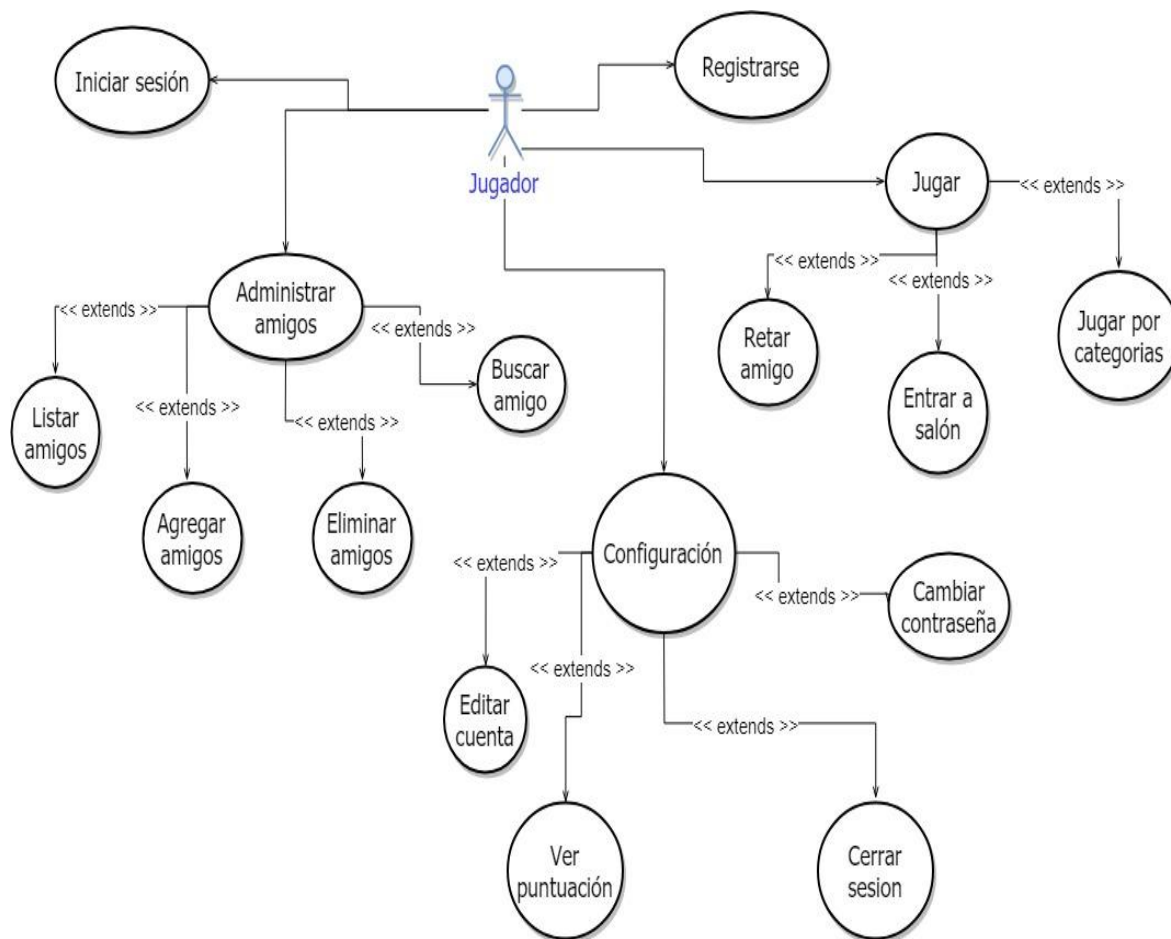 Iniciar sesión
Registrarse
Jugador
Jugar
<< extends >>
<< extends >>
<< extends >>
Retar
amigo
Entrar a
salón
Jugar por
categorias
Administrar
amigos
<< extends >>
<< extends >>
<< extends >>
<< extends >>
Listar
amigos
Agregar
amigos
Eliminar
amigos
Buscar
amigo
Configuración
<< extends >>
<< extends >>
<< extends >>
<< extends >>
Cambiar
contraseña
Editar
cuenta
Ver
puntuación
Cerrar
sesion